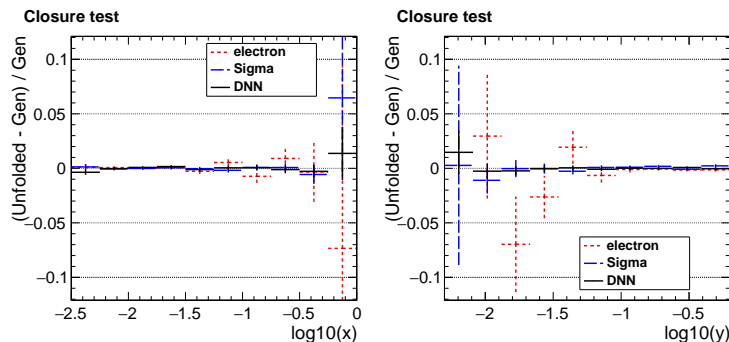 Closure test
(Unfolded - Gen) / Gen
0.1
0.05
0
−0.05
−0.1
electron
Sigma
DNN
−2.5 −2 −1.5 −1 −0.5 0
log10(x)
Closure test
(Unfolded - Gen) / Gen
0.1
0.05
0
−0.05
−0.1
electron
Sigma
DNN
−2 −1.5 −1 −0.5
log10(y)